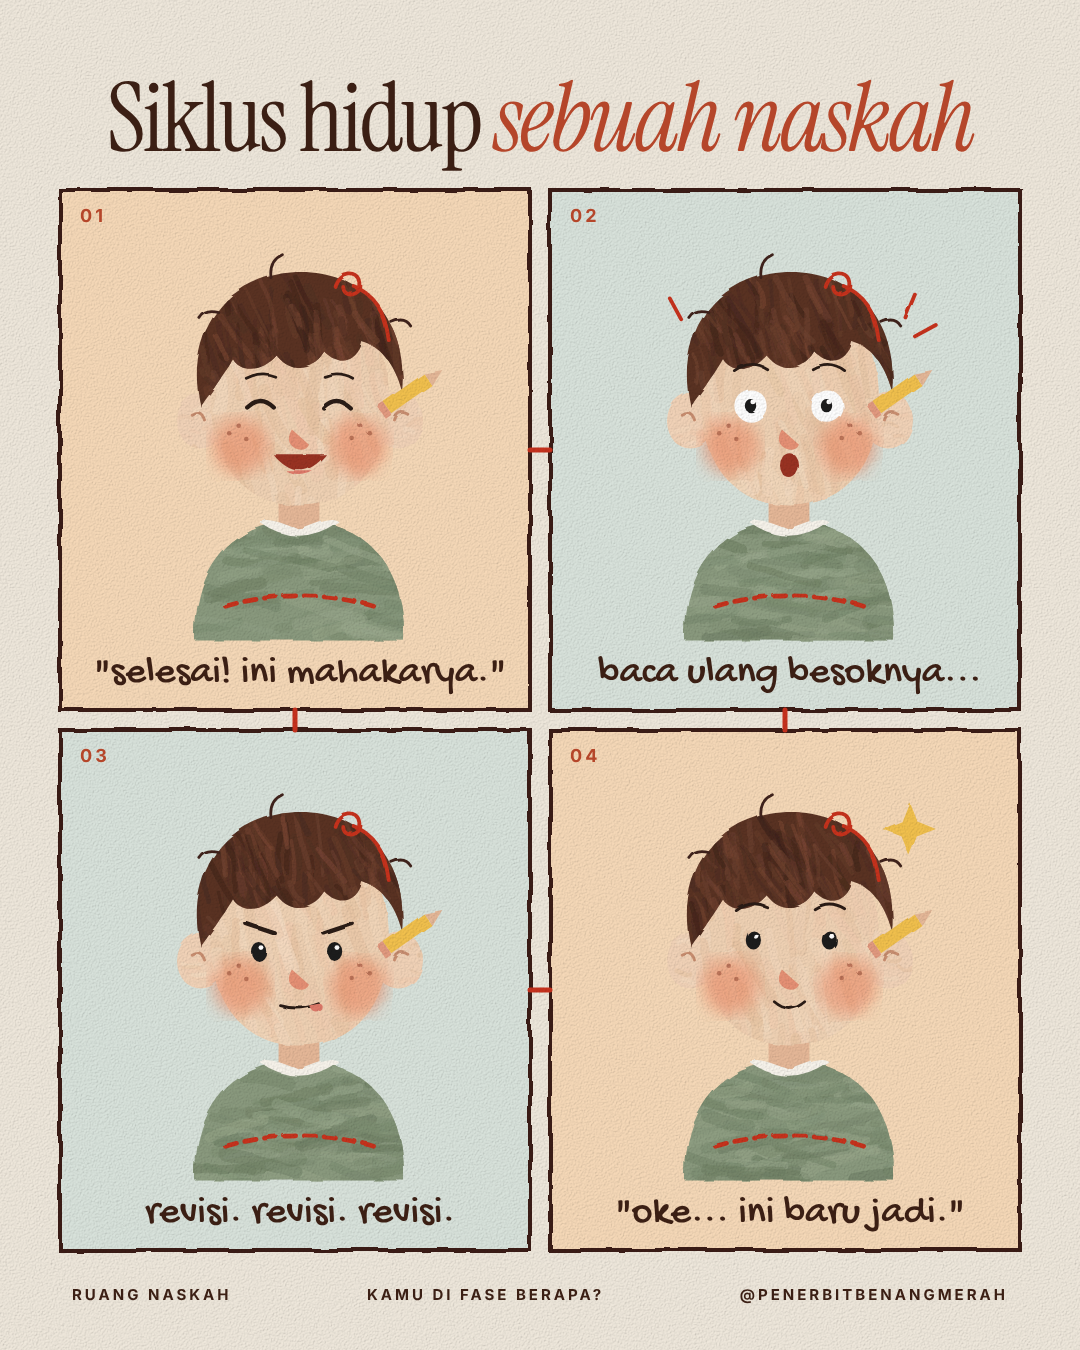 Siklus hidup sebuah naskah
01
"selesai! ini mahakarya."
02
baca ulang besoknya...
03
revisi. revisi. revisi.
04
"oke... ini baru jadi."
RUANG NASKAH
KAMU DI FASE BERAPA?
@PENERBITBENANGMERAH